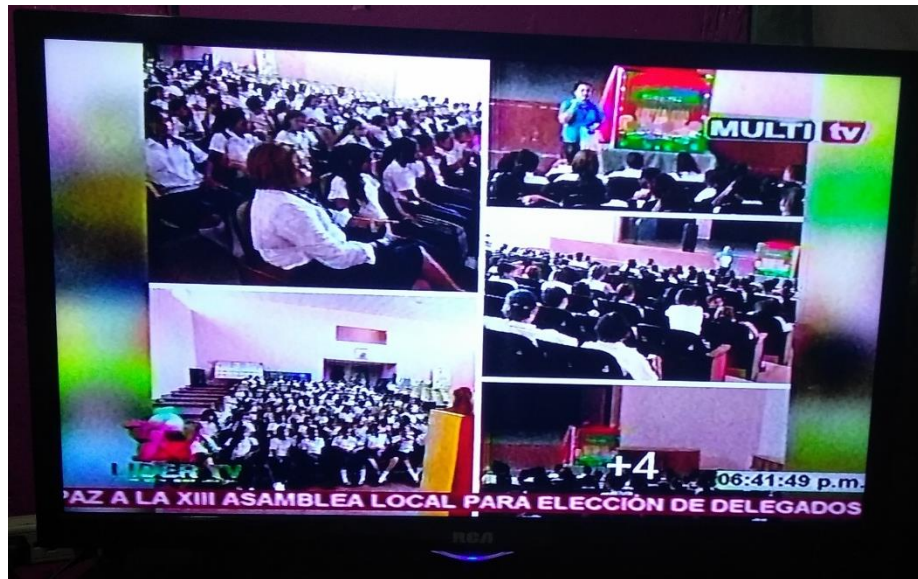 MULTI tv
+4
LIDER TV
06:41:49 p.m.
PAZ A LA XIII ASAMBLEA LOCAL PARA ELECCIÓN DE DELEGADOS
RCA